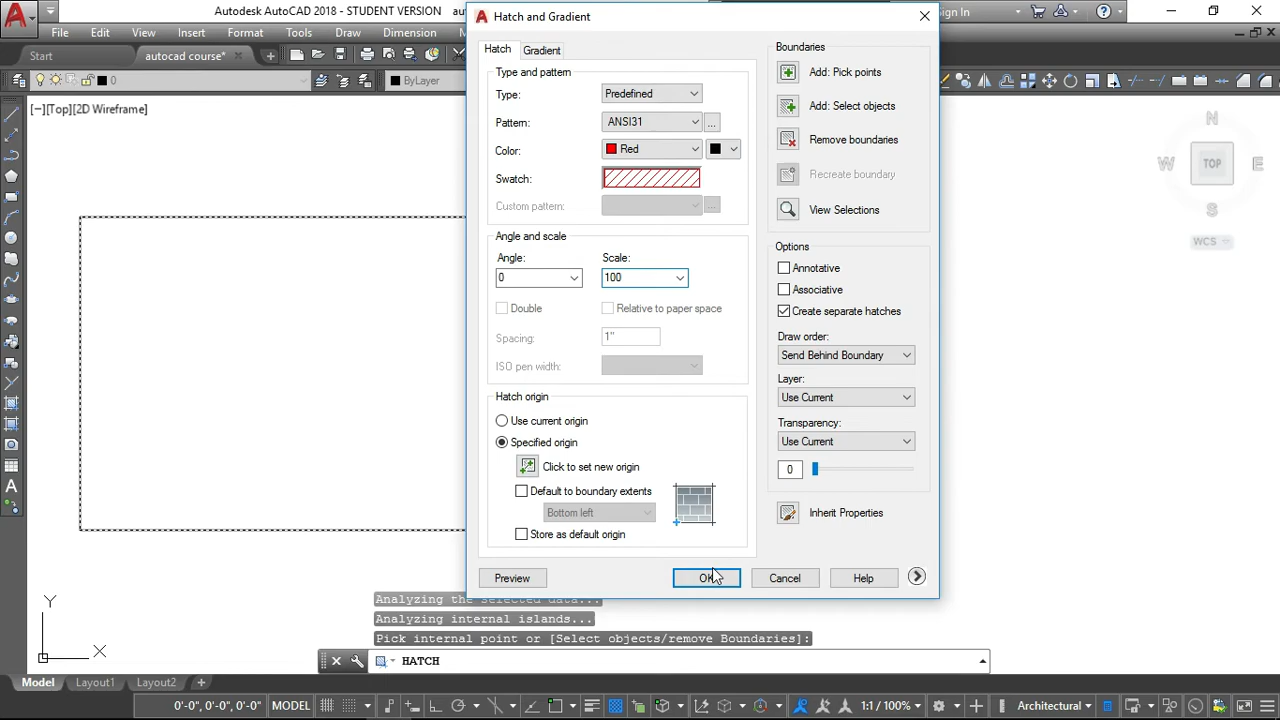 Autodesk AutoCAD 2018 - STUDENT VERSION
Hatch and Gradient
Sign In
File Edit View Insert Format Tools Draw Dimension
Start autocad course*
0 ByLayer
[−][Top][2D Wireframe]
Hatch Gradient
Type and pattern
Type: Predefined
Pattern: ANSI31 ...
Color: Red
Swatch:
Custom pattern: ...
Angle and scale
Angle: Scale:
0 100
Double Relative to paper space
Spacing: 1"
ISO pen width:
Hatch origin
Use current origin
Specified origin
Click to set new origin
Default to boundary extents
Bottom left
Store as default origin
Boundaries
Add: Pick points
Add: Select objects
Remove boundaries
Recreate boundary
View Selections
Options
Annotative
Associative
Create separate hatches
Draw order:
Send Behind Boundary
Layer:
Use Current
Transparency:
Use Current
0
Inherit Properties
Preview OK Cancel Help
N
W TOP E
S
WCS
Y
X
Analyzing the selected data...
Analyzing internal islands...
Pick internal point or [Select objects/remove Boundaries]:
HATCH
Model Layout1 Layout2 +
0'-0", 0'-0", 0'-0" MODEL 1:1 / 100% Architectural